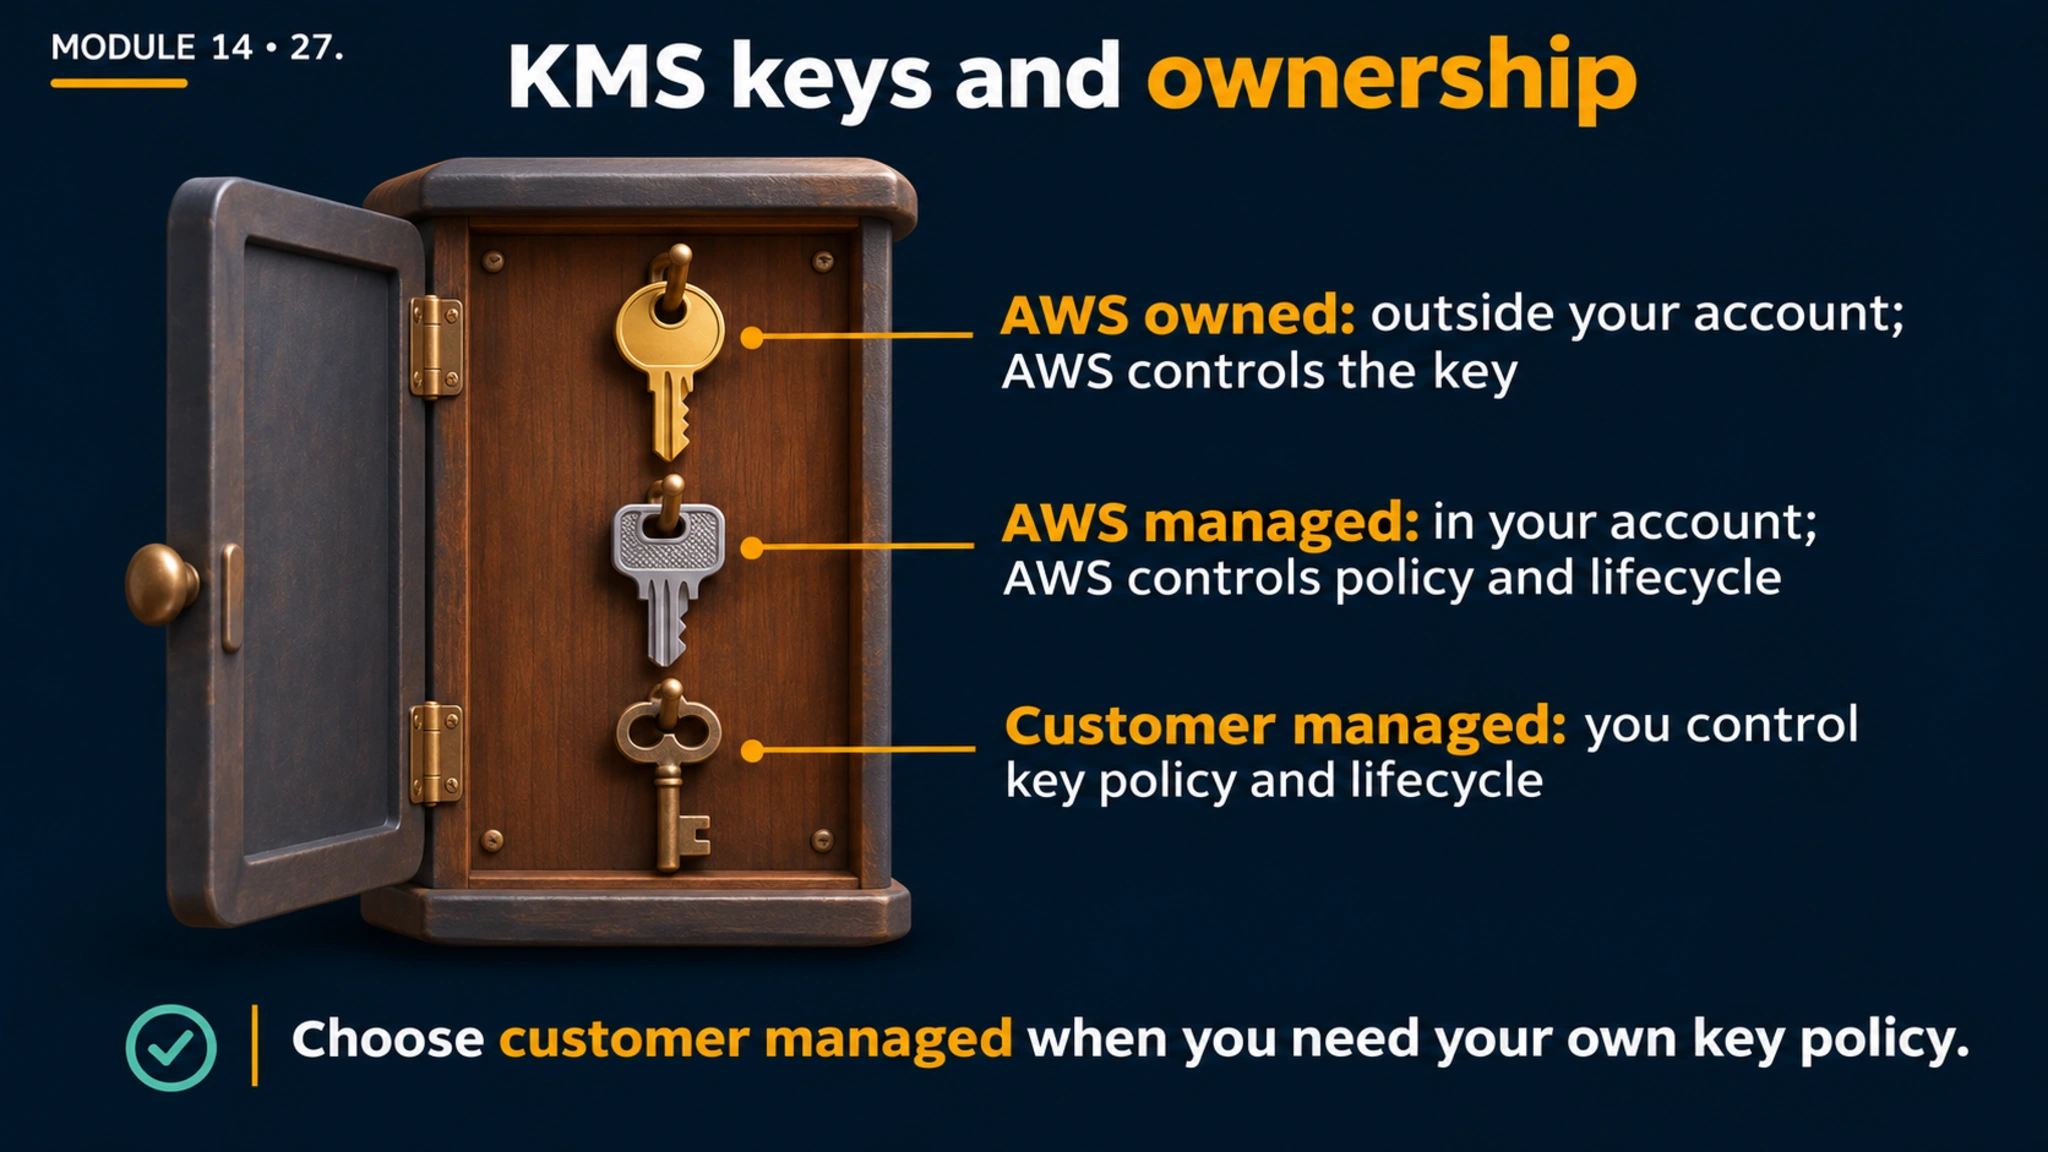 MODULE 14 • 27.
KMS keys and ownership
AWS owned: outside your account;
AWS controls the key
AWS managed: in your account;
AWS controls policy and lifecycle
Customer managed: you control
key policy and lifecycle
Choose customer managed when you need your own key policy.